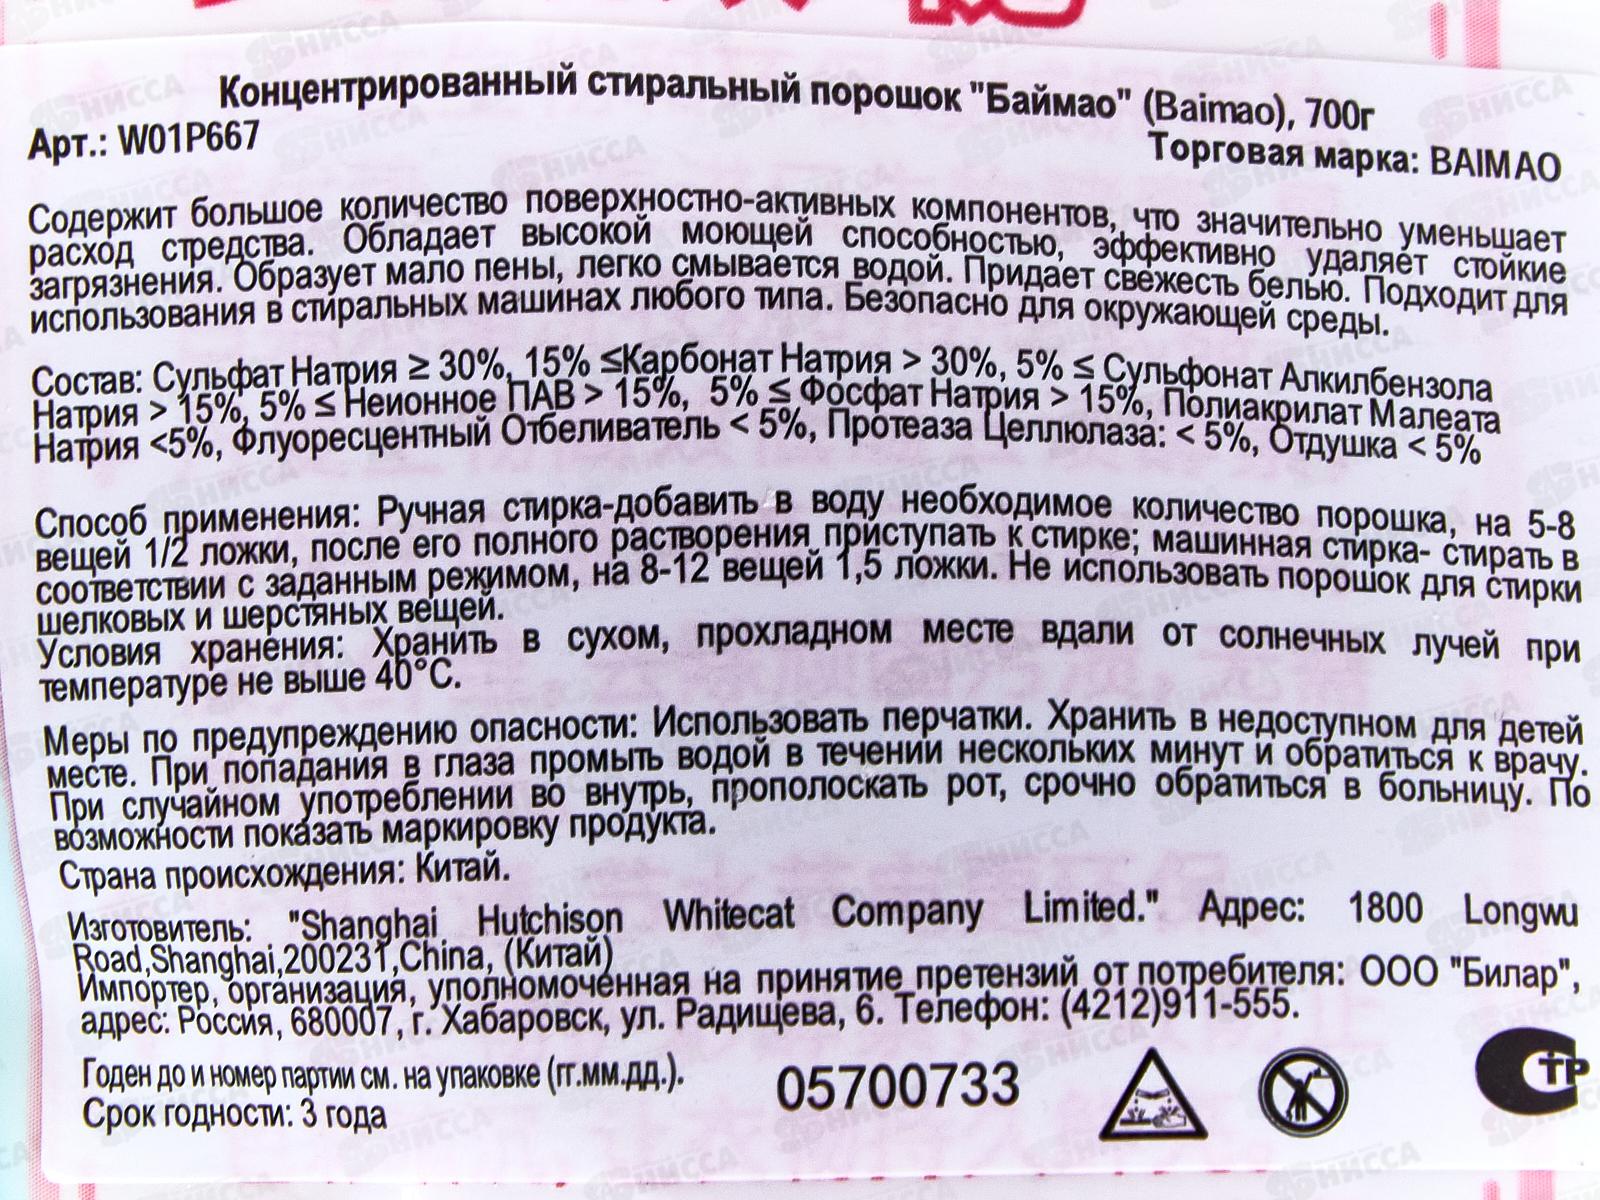 Концентрированный стиральный порошок "Баймао" (Baimao), 700г
Арт.: W01P667
Торговая марка: BAIMAO
Содержит большое количество поверхностно-активных компонентов, что значительно уменьшает
расход стредства. Обладает высокой моющей способностью, эффективно удаляет стойкие
загрязнения. Образует мало пены, легко смывается водой. Придает свежесть белью. Подходит для
использования в стиральных машинах любого типа. Безопасно для окружающей среды.
Состав: Сульфат Натрия ≥ 30%, 15% ≤Карбонат Натрия > 30%, 5% ≤ Сульфонат Алкилбензола
Натрия > 15%, 5% ≤ Неионное ПАВ > 15%, 5% ≤ Фосфат Натрия > 15%, Полиакрилат Малеата
Натрия <5%, Флуоресцентный Отбеливатель < 5%, Протеаза Целлюлаза: < 5%, Отдушка < 5%
Способ применения: Ручная стирка-добавить в воду необходимое количество порошка, на 5-8
вещей 1/2 ложки, после его полного растворения приступать к стирке; машинная стирка- стирать в
соответствии с заданным режимом, на 8-12 вещей 1,5 ложки. Не использовать порошок для стирки
шелковых и шерстяных вещей.
Условия хранения: Хранить в сухом, прохладном месте вдали от солнечных лучей при
температуре не выше 40°С.
Меры по предупреждению опасности: Использовать перчатки. Хранить в недоступном для детей
месте. При попадания в глаза промыть водой в течении нескольких минут и обратиться к врачу.
При случайном употреблении во внутрь, прополоскать рот, срочно обратиться в больницу. По
возможности показать маркировку продукта.
Страна происхождения: Китай.
Изготовитель: "Shanghai Hutchison Whitecat Company Limited.". Адрес: 1800 Longwu
Road,Shanghai,200231,China, (Китай)
Импортер, организация, уполномоченная на принятие претензий от потребителя: ООО "Билар",
адрес: Россия, 680007, г. Хабаровск, ул. Радищева, 6. Телефон: (4212)911-555.
Годен до и номер партии см. на упаковке (гг.мм.дд.).
Срок годности: 3 года
05700733
СТР